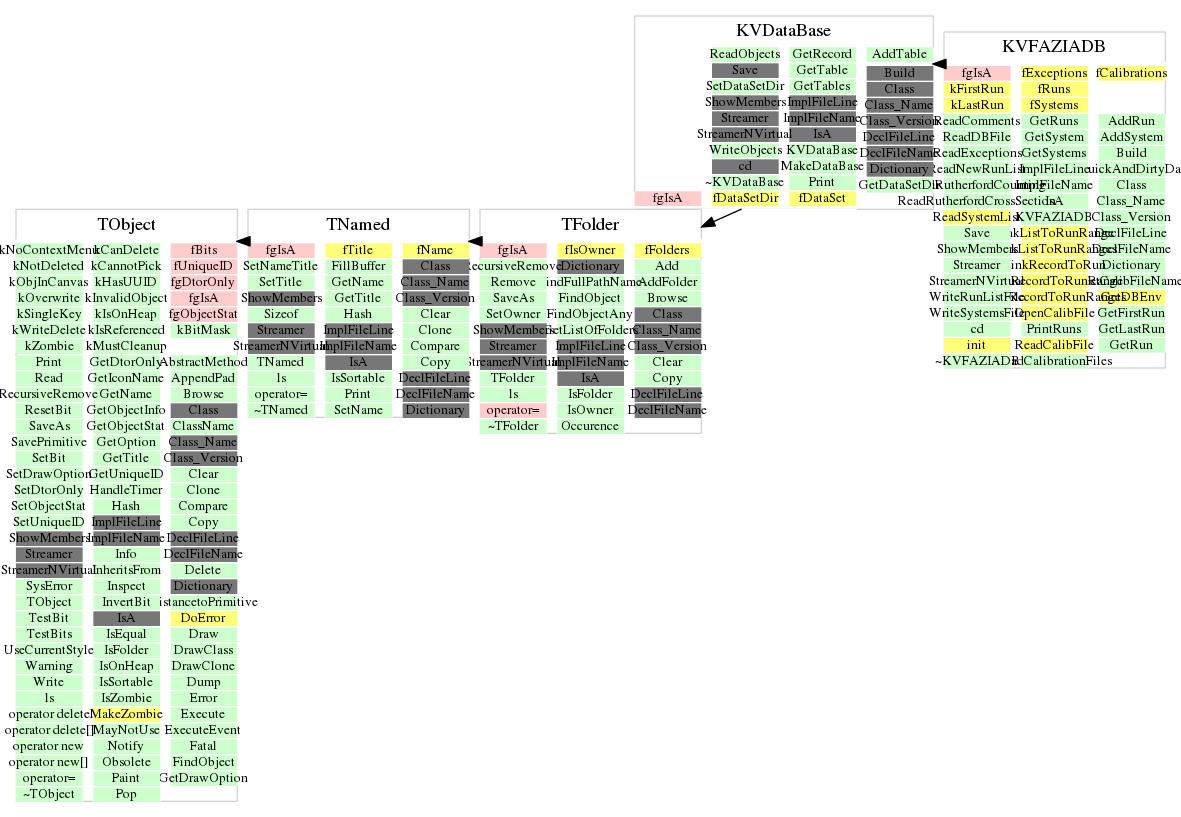 KVDataBase
ReadObjects
Save
SetDataSetDir
ShowMembers
Streamer
StreamerNVirtual
WriteObjects
cd
~KVDataBase
fDataSetDir
GetRecord
GetTable
GetTables
ImplFileLine
ImplFileName
IsA
KVDataBase
MakeDataBase
Print
fDataSet
AddTable
Build
Class
Class_Name
Class_Version
DeclFileLine
DeclFileName
Dictionary
GetDataSetDir
fgIsA
KVFAZIADB
fgIsA
kFirstRun
kLastRun
ReadComments
ReadDBFile
ReadExceptions
ReadNewRunList
ReadRutherfordCrossSection
ReadSystemList
Save
ShowMembers
Streamer
StreamerNVirtual
WriteRunListFile
WriteSystemsFile
cd
init
~KVFAZIADB
fExceptions
fRuns
fSystems
GetRuns
GetSystem
GetSystems
ImplFileLine
ImplFileName
IsA
KVFAZIADB
OpenCalibFile
PrintRuns
ReadCalibFile
fCalibrations
AddRun
AddSystem
Build
Class
Class_Name
Class_Version
DeclFileLine
DeclFileName
Dictionary
GetCalibFileName
GetDBEnv
GetFirstRun
GetLastRun
GetRun
TObject
kNoContextMenu
kNotDeleted
kObjInCanvas
kOverwrite
kSingleKey
kWriteDelete
kZombie
Print
Read
RecursiveRemove
ResetBit
SaveAs
SavePrimitive
SetBit
SetDrawOption
SetDtorOnly
SetObjectStat
SetUniqueID
ShowMembers
Streamer
StreamerNVirtual
SysError
TObject
TestBit
TestBits
UseCurrentStyle
Warning
Write
ls
operator delete
operator delete[]
operator new
operator new[]
operator=
~TObject
kCanDelete
kCannotPick
kHasUUID
kInvalidObject
kIsOnHeap
kIsReferenced
kMustCleanup
GetDtorOnly
GetIconName
GetName
GetObjectInfo
GetObjectStat
GetOption
GetTitle
GetUniqueID
HandleTimer
Hash
ImplFileLine
ImplFileName
Info
InheritsFrom
Inspect
InvertBit
IsA
IsEqual
IsFolder
IsOnHeap
IsSortable
IsZombie
MakeZombie
MayNotUse
Notify
Obsolete
Paint
Pop
fBits
fUniqueID
fgDtorOnly
fgIsA
fgObjectStat
kBitMask
AbstractMethod
AppendPad
Browse
Class
ClassName
Class_Name
Class_Version
Clear
Clone
Compare
Copy
DeclFileLine
DeclFileName
Delete
Dictionary
istancetoPrimitive
DoError
Draw
DrawClass
DrawClone
Dump
Error
Execute
ExecuteEvent
Fatal
FindObject
GetDrawOption
TNamed
fgIsA
SetNameTitle
SetTitle
ShowMembers
Sizeof
Streamer
StreamerNVirtual
TNamed
ls
operator=
~TNamed
fTitle
FillBuffer
GetName
GetTitle
Hash
ImplFileLine
ImplFileName
IsA
IsSortable
Print
SetName
fName
Class
Class_Name
Class_Version
Clear
Clone
Compare
Copy
DeclFileLine
DeclFileName
Dictionary
TFolder
fgIsA
RecursiveRemove
Remove
SaveAs
SetOwner
ShowMembers
Streamer
StreamerNVirtual
TFolder
ls
operator=
~TFolder
fIsOwner
Dictionary
indFullPathName
FindObject
FindObjectAny
etListOfFolders
ImplFileLine
ImplFileName
IsA
IsFolder
IsOwner
Occurence
fFolders
Add
AddFolder
Browse
Class
Class_Name
Class_Version
Clear
Copy
DeclFileLine
DeclFileName